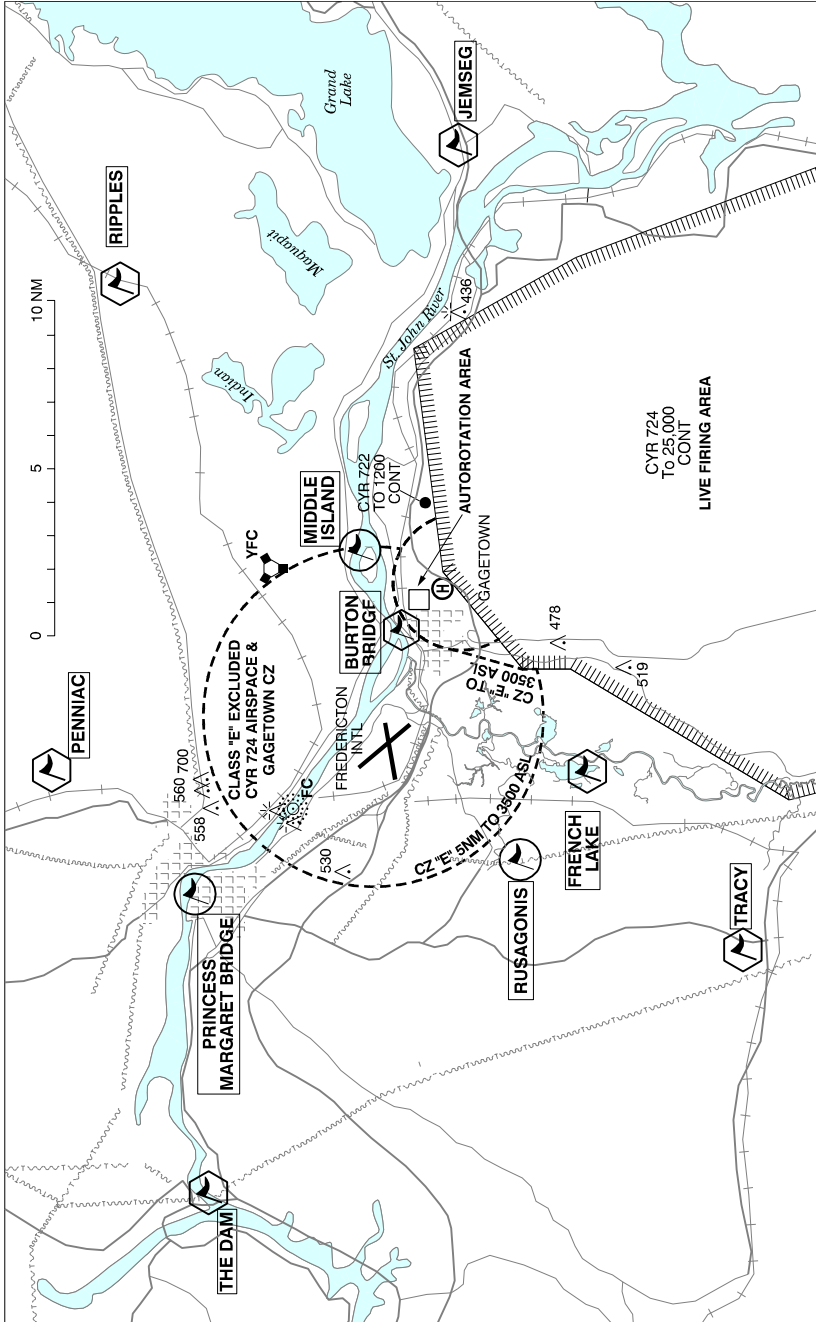 PENNIAC
RIPPLES
JEMSEG
Grand
Lake
Maquapit
Indian
St. John River
10 NM
5
0
MIDDLE
ISLAND
YFC
CYR 722
TO 1200
CONT
436
AUTOROTATION AREA
CYR 724
To 25,000
CONT
LIVE FIRING AREA
H
GAGETOWN
BURTON
BRIDGE
CLASS "E" EXCLUDED
CYR 724 AIRSPACE &
GAGETOWN CZ
FREDERICTON
INTL
FC
560 700
558
530
CZ "E" TO
3500 ASL
478
519
CZ "E" 5NM TO 3500 ASL
FRENCH
LAKE
RUSAGONIS
TRACY
PRINCESS
MARGARET BRIDGE
THE DAM